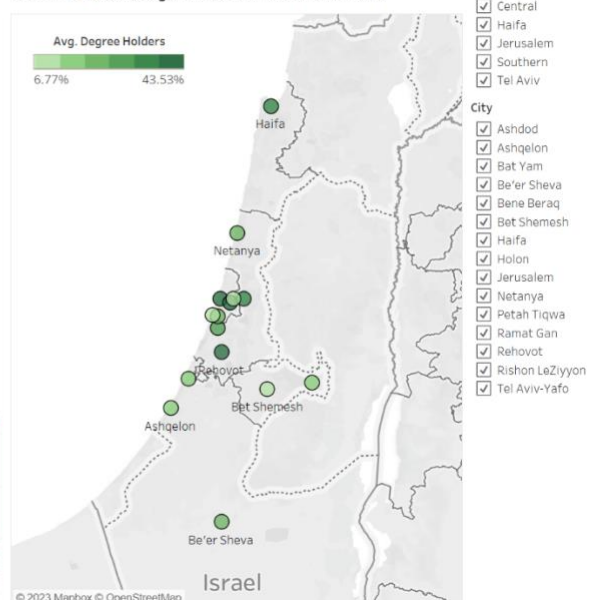 Avg. Degree Holders
6.77%
43.53%
Haifa
Netanya
Rehovot
Bet Shemesh
Ashqelon
Be'er Sheva
Israel
© 2023 Mapbox © OpenStreetMap
Central
Haifa
Jerusalem
Southern
Tel Aviv
City
Ashdod
Ashqelon
Bat Yam
Be'er Sheva
Bene Beraq
Bet Shemesh
Haifa
Holon
Jerusalem
Netanya
Petah Tiqwa
Ramat Gan
Rehovot
Rishon LeZiyyon
Tel Aviv-Yafo